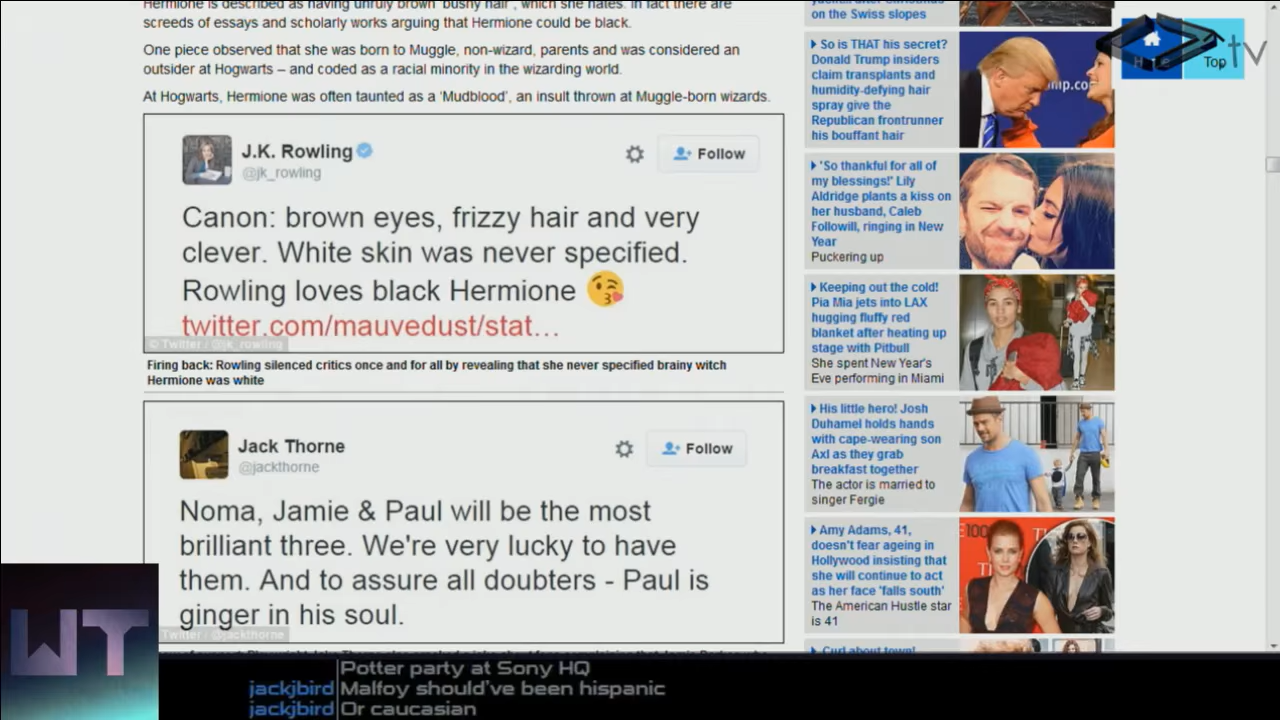 Hermione is described as having unruly brown 'bushy hair', which she hates. In fact there are
screeds of essays and scholarly works arguing that Hermione could be black.
One piece observed that she was born to Muggle, non-wizard, parents and was considered an
outsider at Hogwarts – and coded as a racial minority in the wizarding world.
At Hogwarts, Hermione was often taunted as a 'Mudblood', an insult thrown at Muggle-born wizards.
J.K. Rowling
@jk_rowling
Follow
Canon: brown eyes, frizzy hair and very
clever. White skin was never specified.
Rowling loves black Hermione 😘
twitter.com/mauvedust/stat…
© Twitter / @jk_rowling
Firing back: Rowling silenced critics once and for all by revealing that she never specified brainy witch
Hermione was white
Jack Thorne
@jackthorne
Follow
Noma, Jamie & Paul will be the most
brilliant three. We're very lucky to have
them. And to assure all doubters - Paul is
ginger in his soul.
Twitter / @jackthorne
on the Swiss slopes
So is THAT his secret?
Donald Trump insiders
claim transplants and
humidity-defying hair
spray give the
Republican frontrunner
his bouffant hair
'So thankful for all of
my blessings!' Lily
Aldridge plants a kiss on
her husband, Caleb
Followill, ringing in New
Year
Puckering up
Keeping out the cold!
Pia Mia jets into LAX
hugging fluffy red
blanket after heating up
stage with Pitbull
She spent New Year's
Eve performing in Miami
His little hero! Josh
Duhamel holds hands
with cape-wearing son
Axl as they grab
breakfast together
The actor is married to
singer Fergie
Amy Adams, 41,
doesn't fear ageing in
Hollywood insisting that
she will continue to act
as her face 'falls south'
The American Hustle star
is 41
Curl about town!
Top
tv
WT
Potter party at Sony HQ
jackjbird Malfoy should've been hispanic
jackjbird Or caucasian